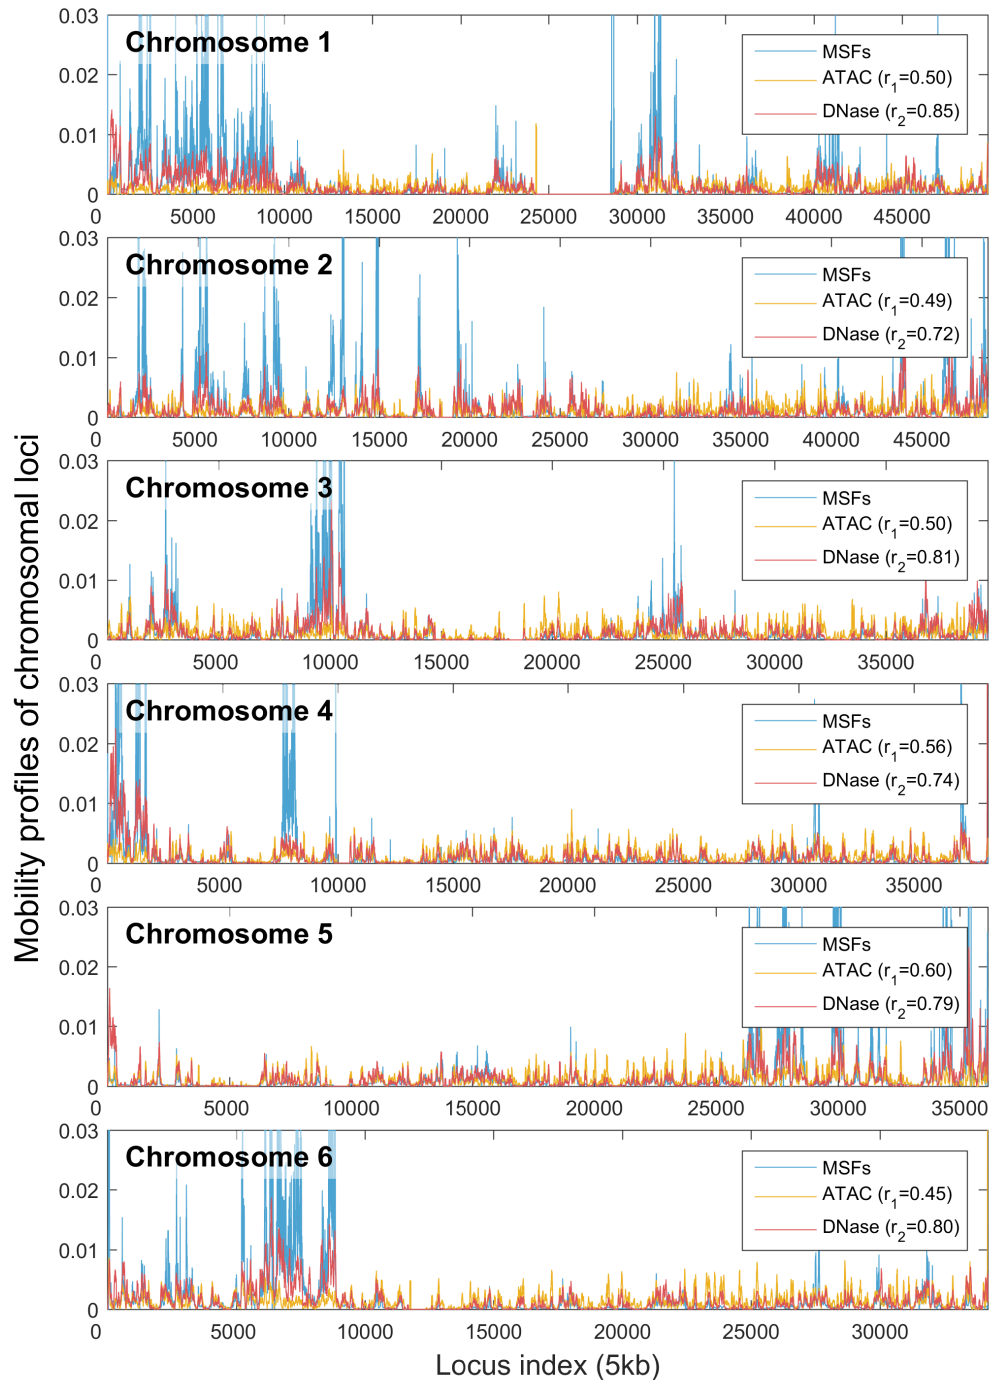 Mobility profiles of chromosomal loci
0.03
0.02
0.01
0
Chromosome 1
MSFs
ATAC (r1=0.50)
DNase (r2=0.85)
0 5000 10000 15000 20000 25000 30000 35000 40000 45000
0.03
0.02
0.01
0
Chromosome 2
MSFs
ATAC (r1=0.49)
DNase (r2=0.72)
0 5000 10000 15000 20000 25000 30000 35000 40000 45000
0.03
0.02
0.01
0
Chromosome 3
MSFs
ATAC (r1=0.50)
DNase (r2=0.81)
0 5000 10000 15000 20000 25000 30000 35000
0.03
0.02
0.01
0
Chromosome 4
MSFs
ATAC (r1=0.56)
DNase (r2=0.74)
0 5000 10000 15000 20000 25000 30000 35000
0.03
0.02
0.01
0
Chromosome 5
MSFs
ATAC (r1=0.60)
DNase (r2=0.79)
0 5000 10000 15000 20000 25000 30000 35000
0.03
0.02
0.01
0
Chromosome 6
MSFs
ATAC (r1=0.45)
DNase (r2=0.80)
0 5000 10000 15000 20000 25000 30000
Locus index (5kb)